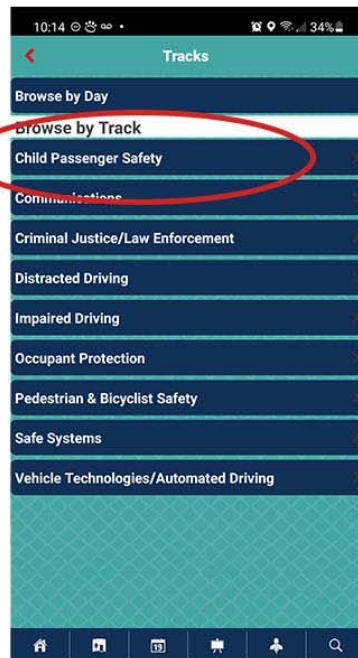 10:14
34%
Tracks
Browse by Day
Browse by Track
Child Passenger Safety
Communications
Criminal Justice/Law Enforcement
Distracted Driving
Impaired Driving
Occupant Protection
Pedestrian & Bicyclist Safety
Safe Systems
Vehicle Technologies/Automated Driving
19